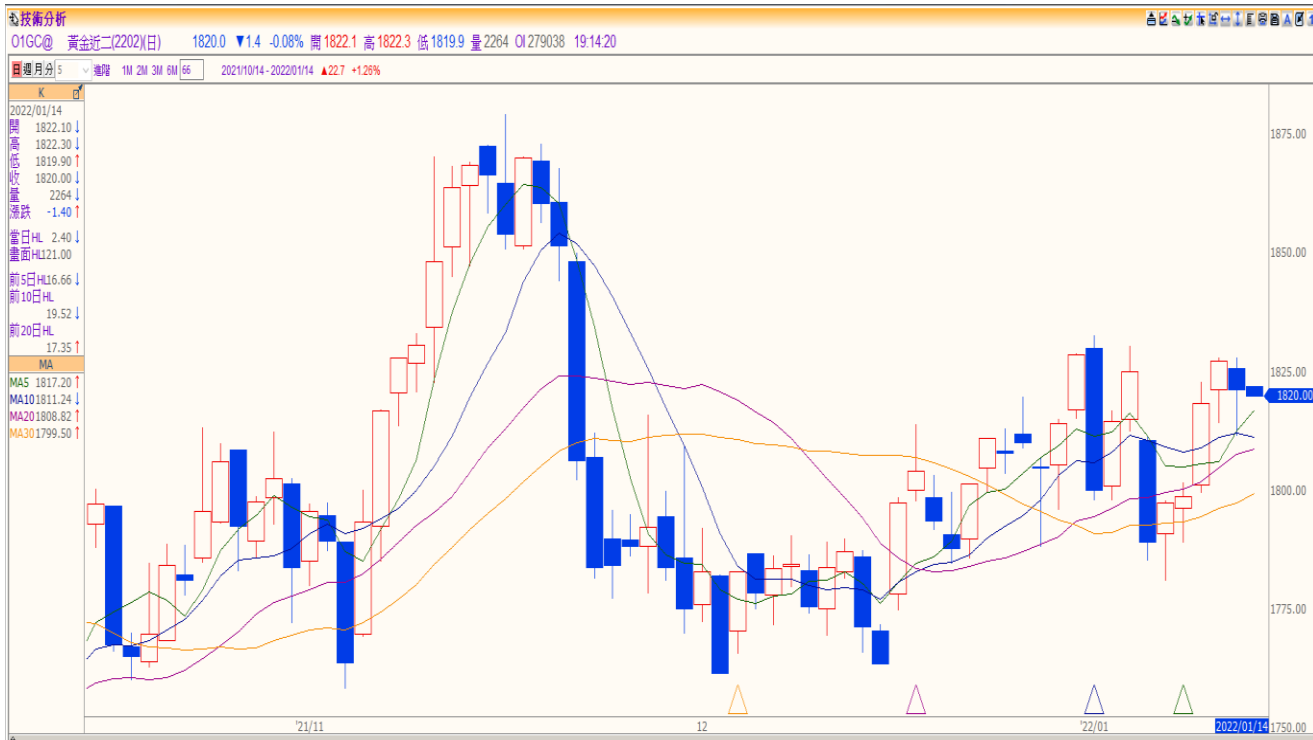 技術分析
O1GC@ 黃金近二(2202)(日) 1820.0 ▼1.4 -0.08% 開 1822.1 高 1822.3 低 1819.9 量 2264 OI 279038 19:14:20
日 週 月 分 5 進階 1M 2M 3M 6M 66 2021/10/14 - 2022/01/14 ▲22.7 +1.26%
K
2022/01/14
開 1822.10↓
高 1822.30↓
低 1819.90↑
收 1820.00↓
量 2264↓
漲跌 -1.40↑
當日HL 2.40↓
畫面HL121.00
前5日HL16.66↓
前10日HL
19.52↓
前20日HL
17.35↑
MA
MA5 1817.20↑
MA10 1811.24↓
MA20 1808.82↑
MA30 1799.50↑
1875.00
1850.00
1825.00
1820.00
1800.00
1775.00
1750.00
'21/11 12 '22/01 2022/01/14